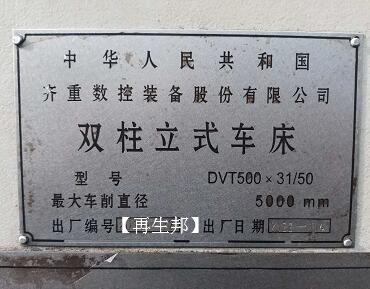 中华人民共和国
齐重数控装备股份有限公司
双柱立式车床
型号 DVT500×31/50
最大车削直径 5000 mm
出厂编号【再生邦】出厂日期